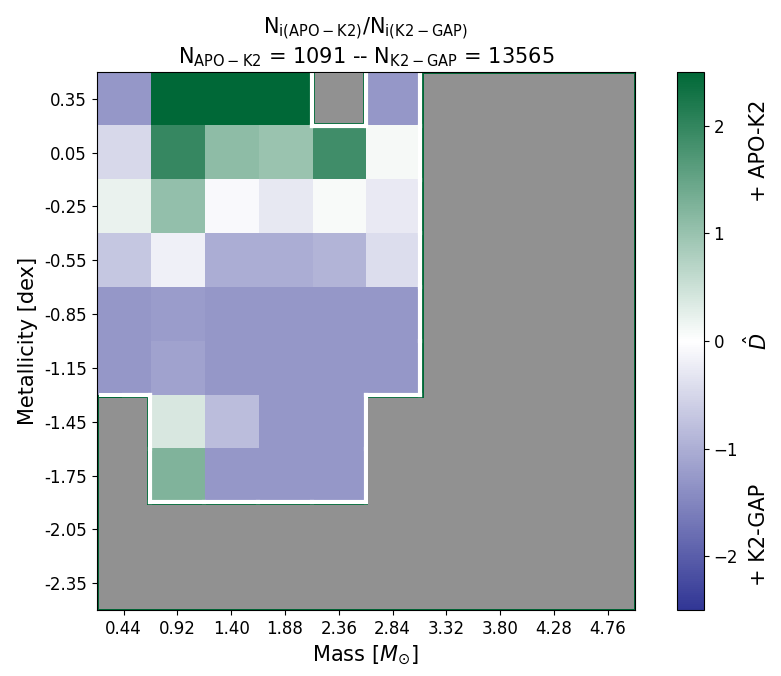 N_i(APO−K2)/N_i(K2−GAP)
N_APO−K2 = 1091 -- N_K2−GAP = 13565
0.35
0.05
-0.25
-0.55
-0.85
-1.15
-1.45
-1.75
-2.05
-2.35
Metallicity [dex]
0.44 0.92 1.40 1.88 2.36 2.84 3.32 3.80 4.28 4.76
Mass [M⊙]
2
1
0
−1
−2
+ APO-K2
D̂
+ K2-GAP